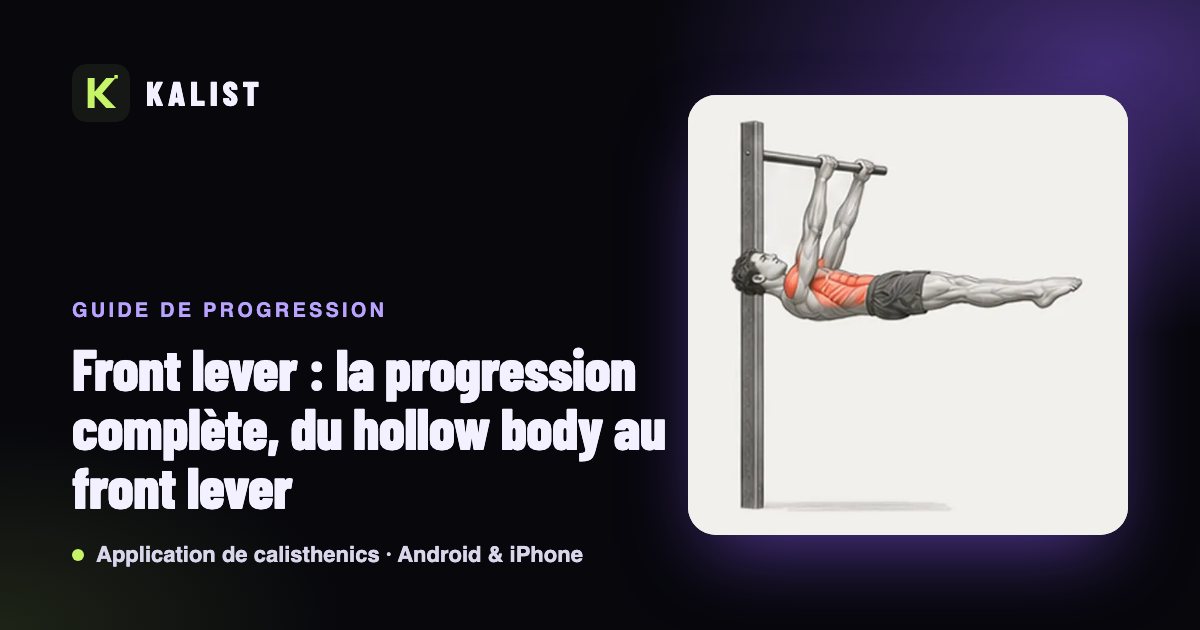 KALIST
GUIDE DE PROGRESSION
Front lever : la progression
complète, du hollow body au
front lever
Application de calisthenics · Android & iPhone